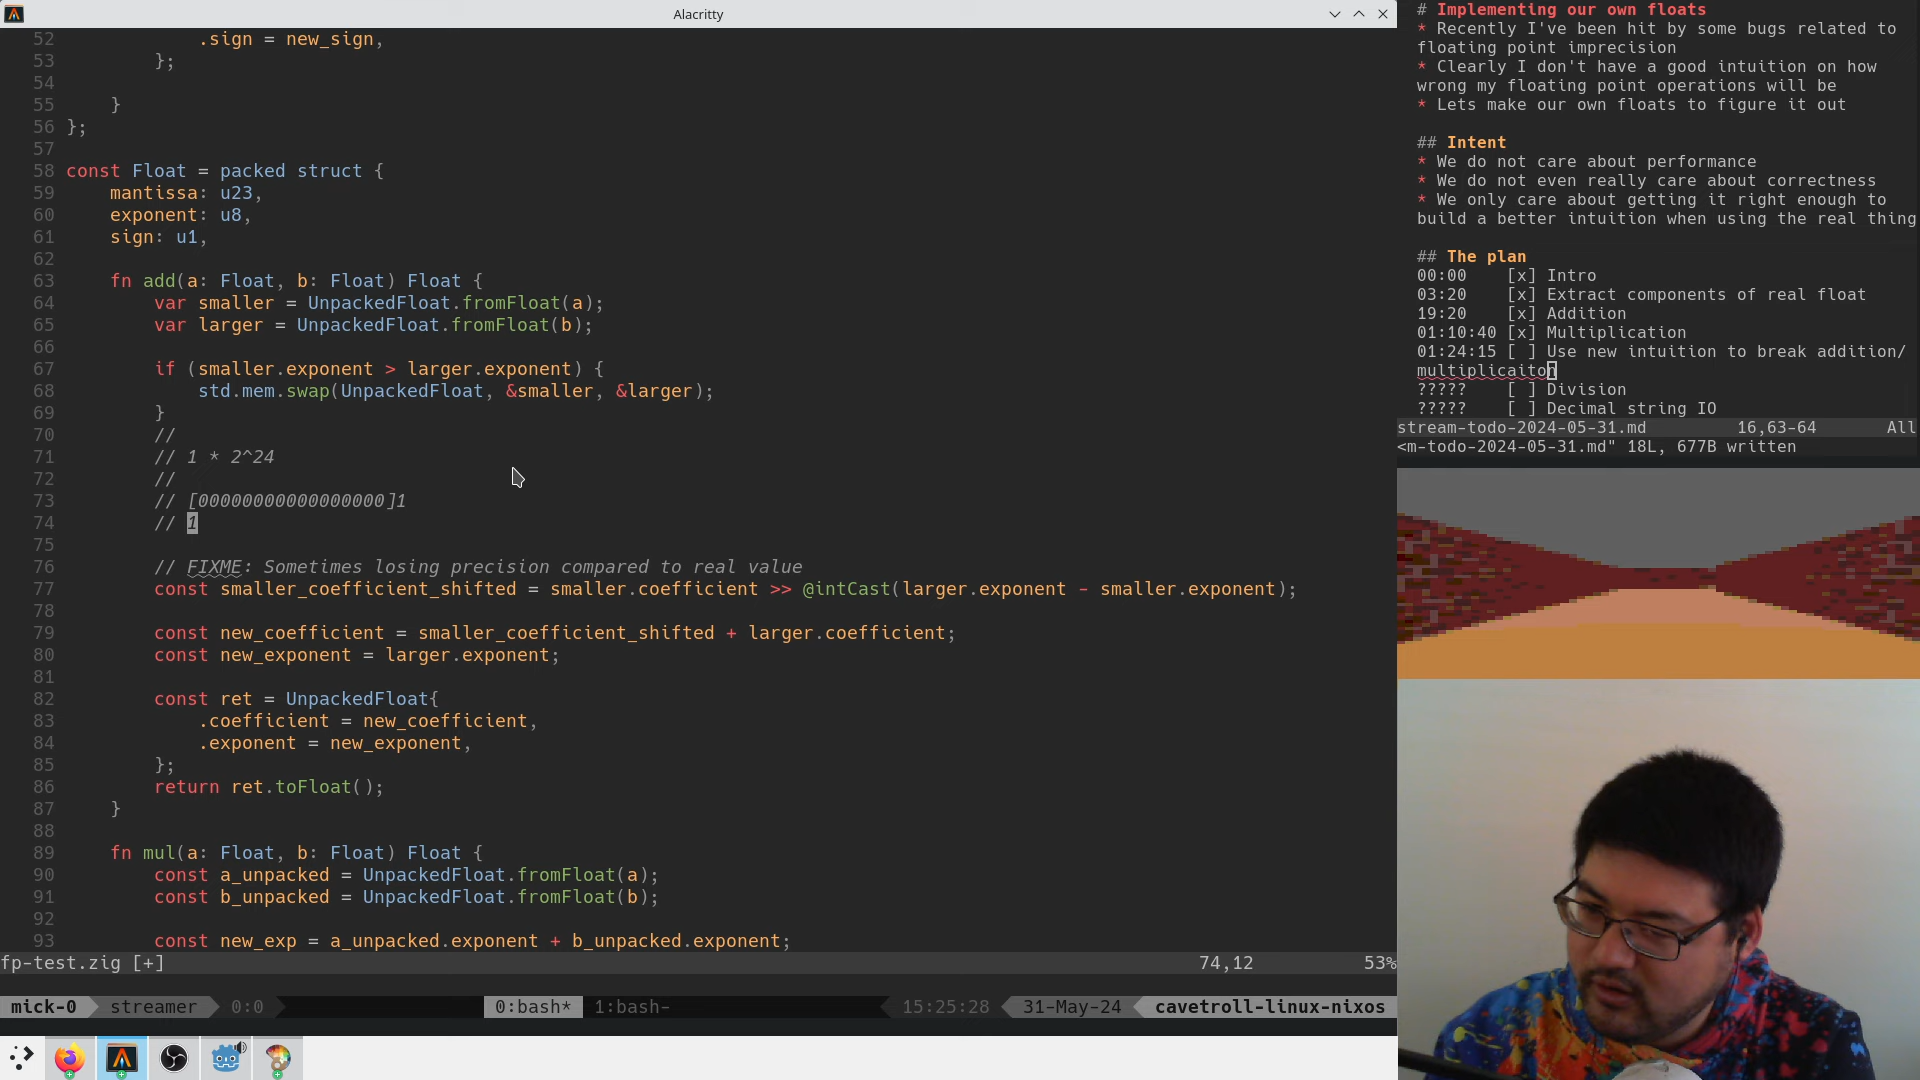 Alacritty
52 .sign = new_sign,
53 };
54
55 }
56 };
57
58 const Float = packed struct {
59 mantissa: u23,
60 exponent: u8,
61 sign: u1,
62
63 fn add(a: Float, b: Float) Float {
64 var smaller = UnpackedFloat.fromFloat(a);
65 var larger = UnpackedFloat.fromFloat(b);
66
67 if (smaller.exponent > larger.exponent) {
68 std.mem.swap(UnpackedFloat, &smaller, &larger);
69 }
70 //
71 // 1 * 2^24
72 //
73 // [00000000000000000]1
74 // 1
75
76 // FIXME: Sometimes losing precision compared to real value
77 const smaller_coefficient_shifted = smaller.coefficient >> @intCast(larger.exponent - smaller.exponent);
78
79 const new_coefficient = smaller_coefficient_shifted + larger.coefficient;
80 const new_exponent = larger.exponent;
81
82 const ret = UnpackedFloat{
83 .coefficient = new_coefficient,
84 .exponent = new_exponent,
85 };
86 return ret.toFloat();
87 }
88
89 fn mul(a: Float, b: Float) Float {
90 const a_unpacked = UnpackedFloat.fromFloat(a);
91 const b_unpacked = UnpackedFloat.fromFloat(b);
92
93 const new_exp = a_unpacked.exponent + b_unpacked.exponent;
fp-test.zig [+] 74,12 53%
mick-0 streamer 0:0 0:bash* 1:bash- 15:25:28 31-May-24 cavetroll-linux-nixos
# Implementing our own floats
* Recently I've been hit by some bugs related to
floating point imprecision
* Clearly I don't have a good intuition on how
wrong my floating point operations will be
* Lets make our own floats to figure it out
## Intent
* We do not care about performance
* We do not even really care about correctness
* We only care about getting it right enough to
build a better intuition when using the real thing
## The plan
00:00 [x] Intro
03:20 [x] Extract components of real float
19:20 [x] Addition
01:10:40 [x] Multiplication
01:24:15 [ ] Use new intuition to break addition/
multiplicaiton
????? [ ] Division
????? [ ] Decimal string IO
stream-todo-2024-05-31.md 16,63-64 All
<m-todo-2024-05-31.md" 18L, 677B written